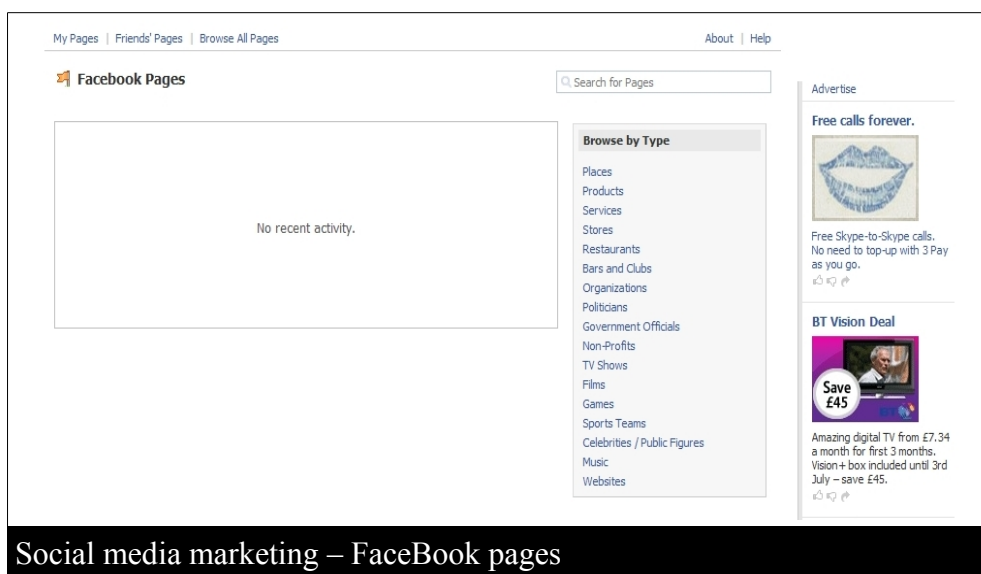 My Pages | Friends' Pages | Browse All Pages
About | Help
Facebook Pages
Search for Pages
No recent activity.
Browse by Type
Places
Products
Services
Stores
Restaurants
Bars and Clubs
Organizations
Politicians
Government Officials
Non-Profits
TV Shows
Films
Games
Sports Teams
Celebrities / Public Figures
Music
Websites
Advertise
Free calls forever.
Free Skype-to-Skype calls.
No need to top-up with 3 Pay
as you go.
BT Vision Deal
Save
£45
BT
Amazing digital TV from £7.34
a month for first 3 months.
Vision+ box included until 3rd
July – save £45.
Social media marketing – FaceBook pages